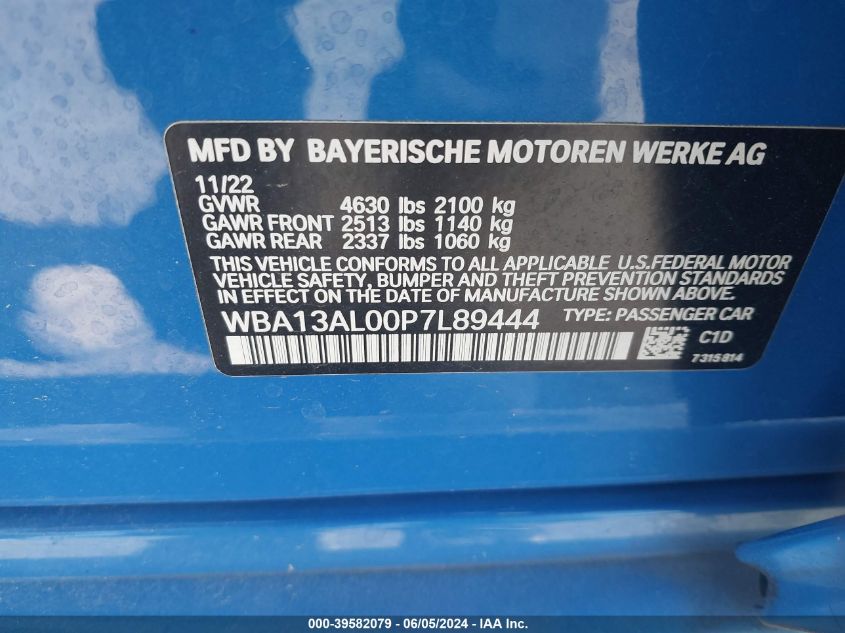 MFD BY BAYERISCHE MOTOREN WERKE AG
11/22
GVWR 4630 lbs 2100 kg
GAWR FRONT 2513 lbs 1140 kg
GAWR REAR 2337 lbs 1060 kg
THIS VEHICLE CONFORMS TO ALL APPLICABLE U.S.FEDERAL MOTOR
VEHICLE SAFETY, BUMPER AND THEFT PREVENTION STANDARDS
IN EFFECT ON THE DATE OF MANUFACTURE SHOWN ABOVE.
WBA13AL00P7L89444 TYPE: PASSENGER CAR
C1D
7315814
000-39582079 - 06/05/2024 - IAA Inc.